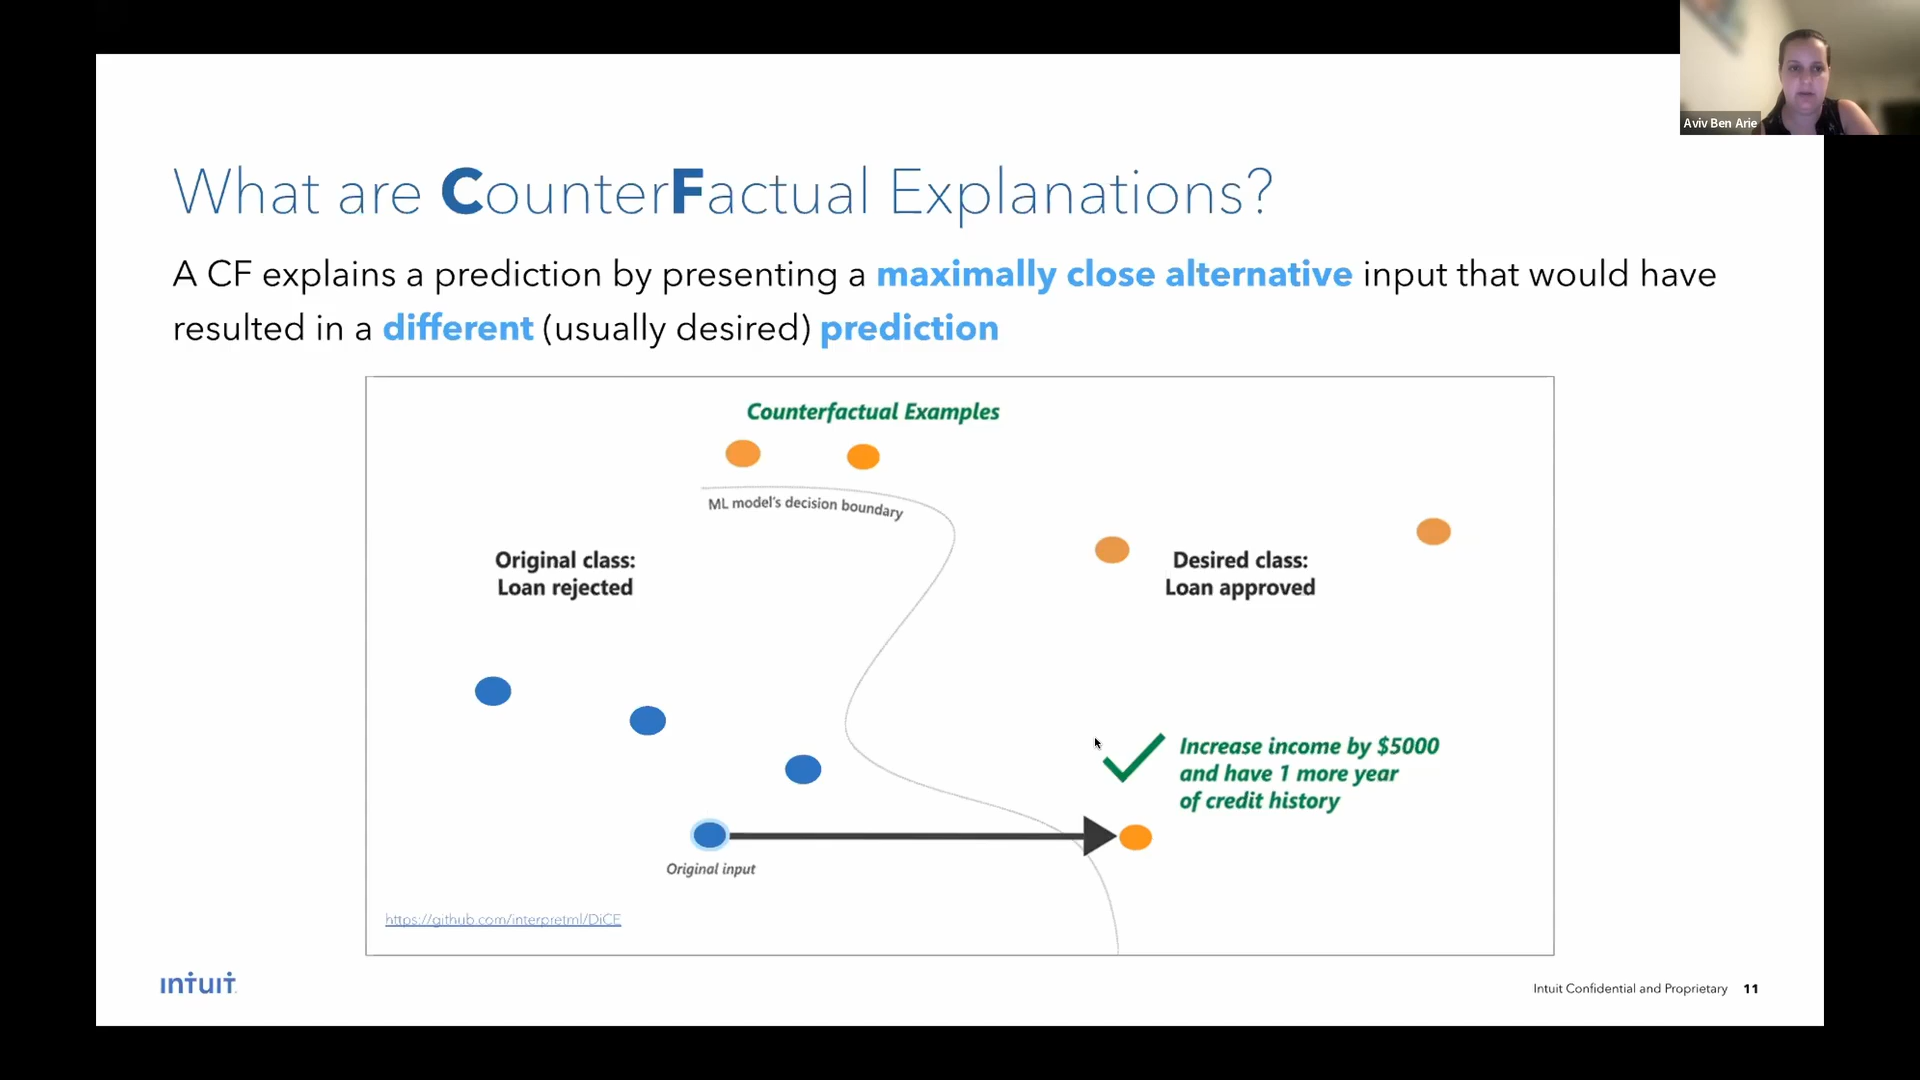 Aviv Ben Arie
What are CounterFactual Explanations?
A CF explains a prediction by presenting a maximally close alternative input that would have
resulted in a different (usually desired) prediction
Counterfactual Examples
ML model's decision boundary
Original class:
Loan rejected
Desired class:
Loan approved
Increase income by $5000
and have 1 more year
of credit history
Original input
https://github.com/interpretml/DiCE
intuit
Intuit Confidential and Proprietary 11